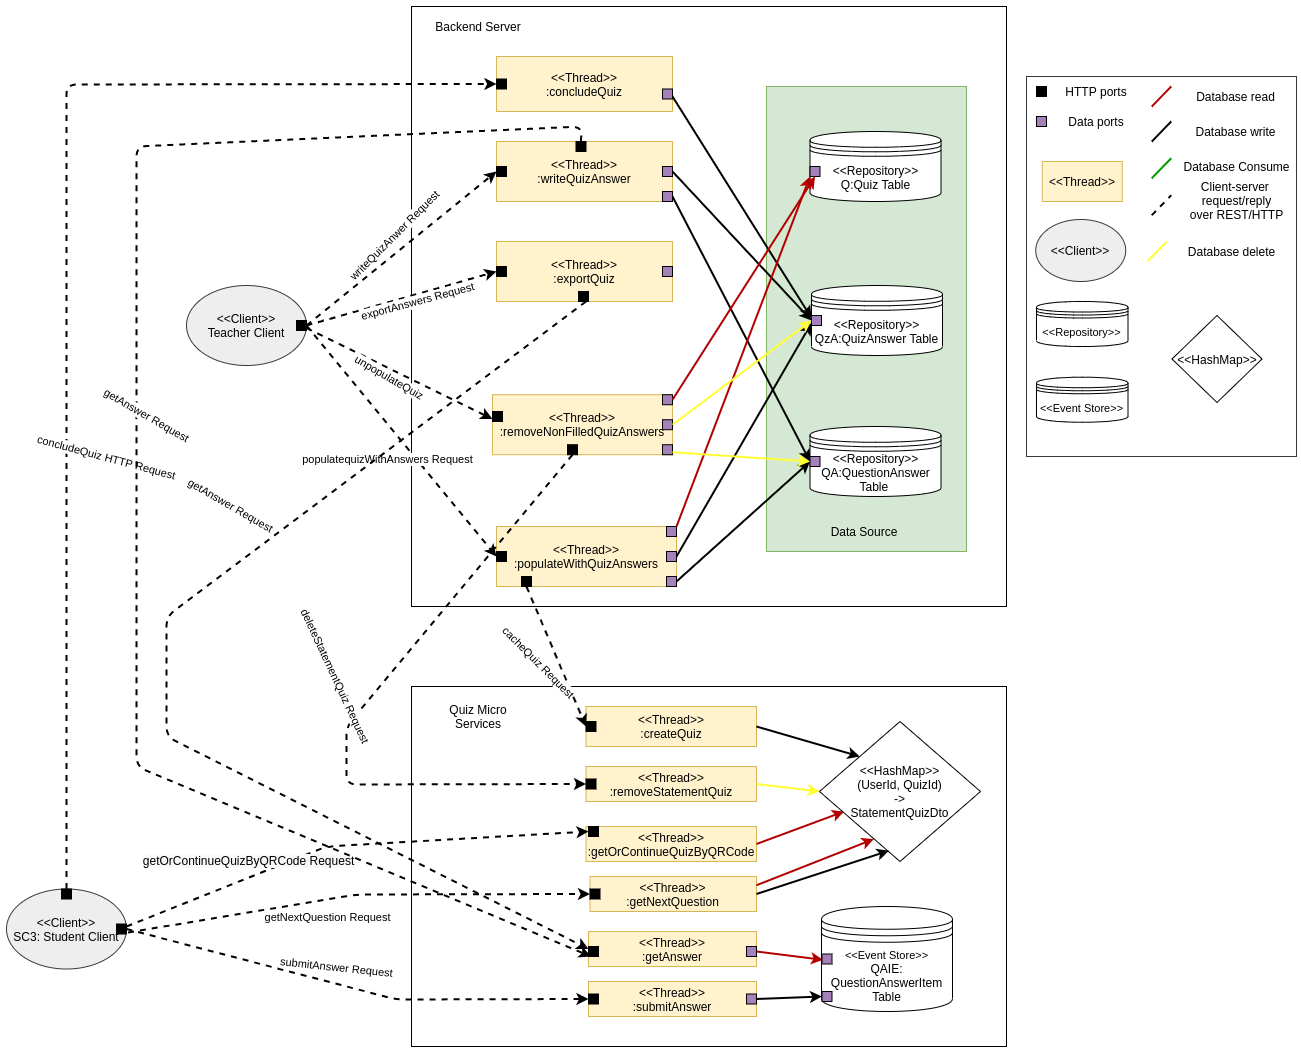 Backend Server
<<Thread>>
:concludeQuiz
<<Thread>>
:writeQuizAnswer
<<Thread>>
:exportQuiz
<<Thread>>
:removeNonFilledQuizAnswers
<<Thread>>
:populateWithQuizAnswers
<<Repository>>
Q:Quiz Table
<<Repository>>
QzA:QuizAnswer Table
<<Repository>>
QA:QuestionAnswer
Table
Data Source
<<Client>>
Teacher Client
writeQuizAnwer Request
exportAnswers Request
unpopulateQuiz
populatequizWithAnswers Request
getAnswer Request
concludeQuiz HTTP Request
getAnswer Request
deleteStatementQuiz Request
cacheQuiz Request
Quiz Micro
Services
<<Thread>>
:createQuiz
<<Thread>>
:removeStatementQuiz
<<Thread>>
:getOrContinueQuizByQRCode
<<Thread>>
:getNextQuestion
<<Thread>>
:getAnswer
<<Thread>>
:submitAnswer
<<HashMap>>
(UserId, QuizId)
->
StatementQuizDto
<<Event Store>>
QAIE:
QuestionAnswerItem
Table
<<Client>>
SC3: Student Client
getOrContinueQuizByQRCode Request
getNextQuestion Request
submitAnswer Request
HTTP ports
Data ports
<<Thread>>
<<Client>>
<<Repository>>
<<Event Store>>
Database read
Database write
Database Consume
Client-server
request/reply
over REST/HTTP
Database delete
<<HashMap>>